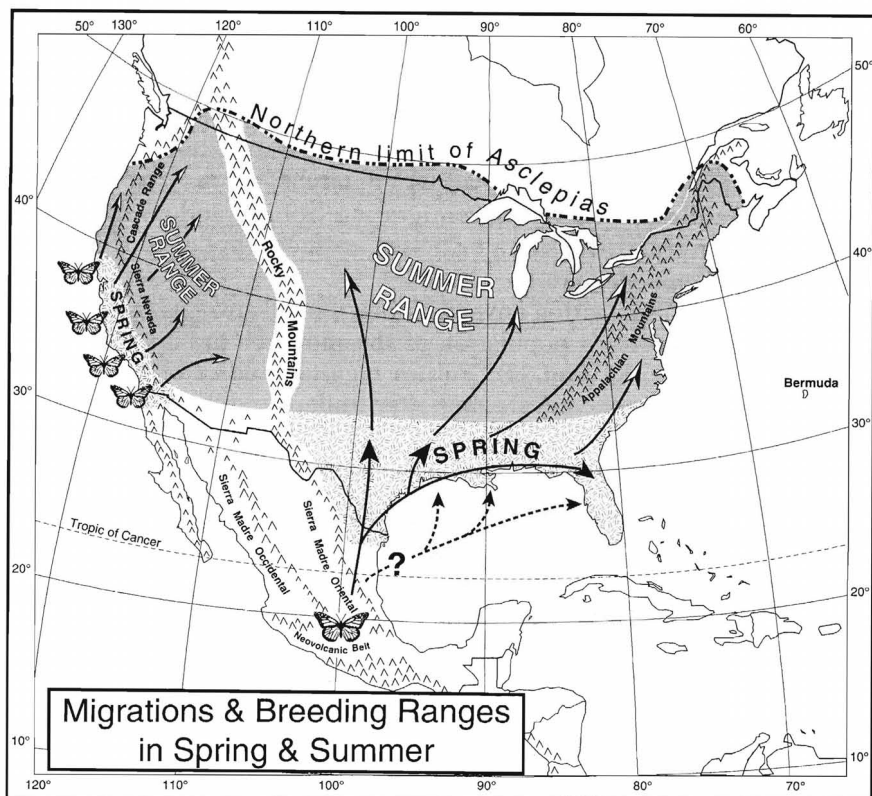 50° 130° 120° 110° 100° 90° 80° 70° 60°
50°
40°
30°
20°
10°
40°
30°
20°
10°
Northern limit of Asclepias
Cascade Range
SUMMER
RANGE
Sierra Nevada
SPRING
Rocky
Mountains
SUMMER
RANGE
Appalachian Mountains
Bermuda
SPRING
Tropic of Cancer
Sierra Madre Occidental
Sierra Madre Oriental
?
Neovolcanic Belt
Migrations & Breeding Ranges
in Spring & Summer
120° 110° 100° 90° 80° 70°